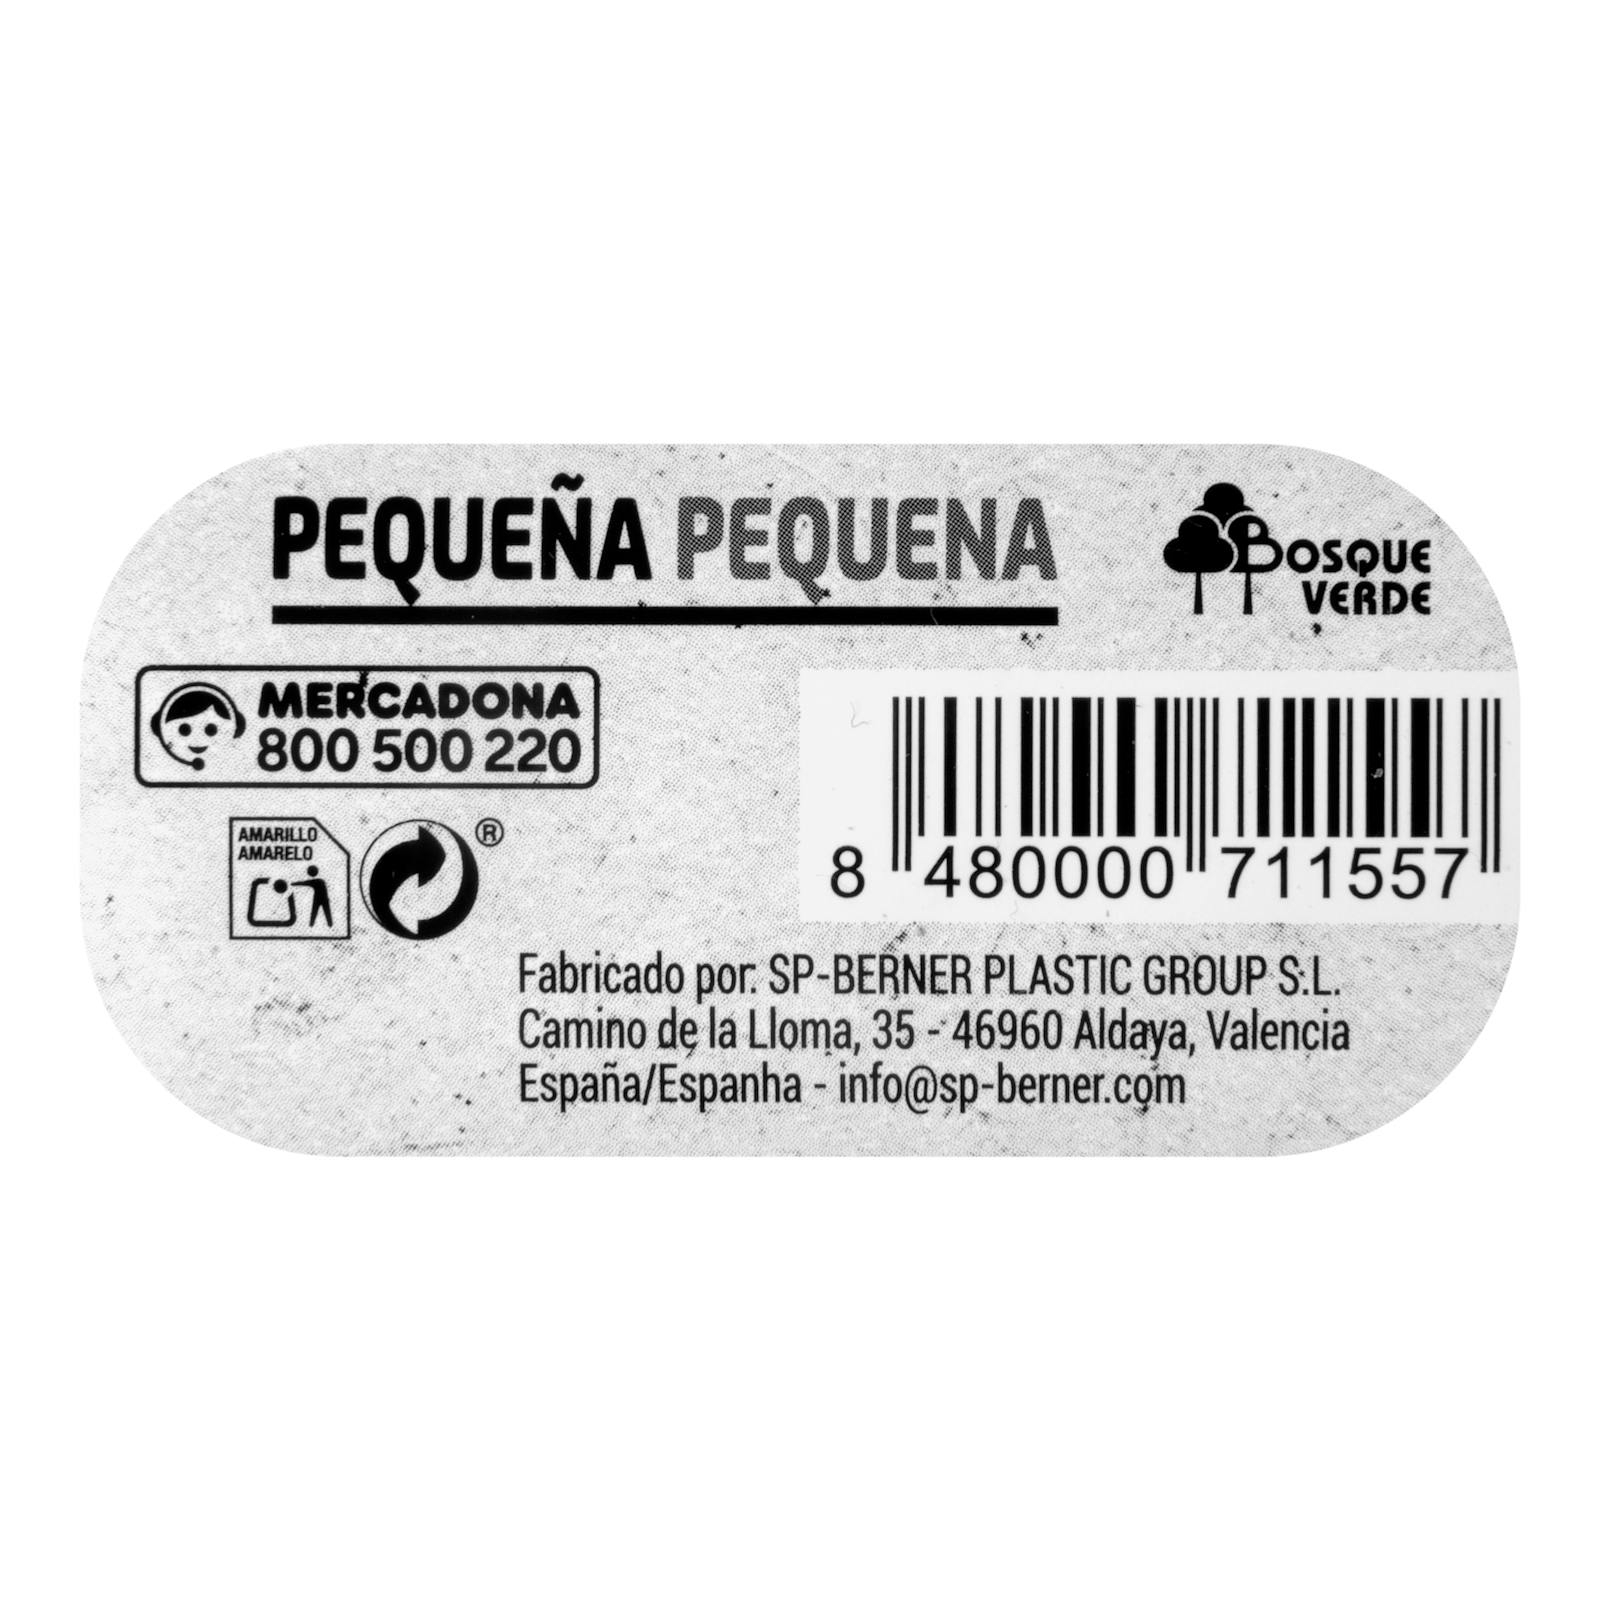 PEQUEÑA PEQUENA
BOSQUE
VERDE
MERCADONA
800 500 220
AMARILLO
AMARELO
®
8 480000 711557
Fabricado por: SP-BERNER PLASTIC GROUP S.L.
Camino de la Lloma, 35 - 46960 Aldaya, Valencia
España/Espanha - info@sp-berner.com